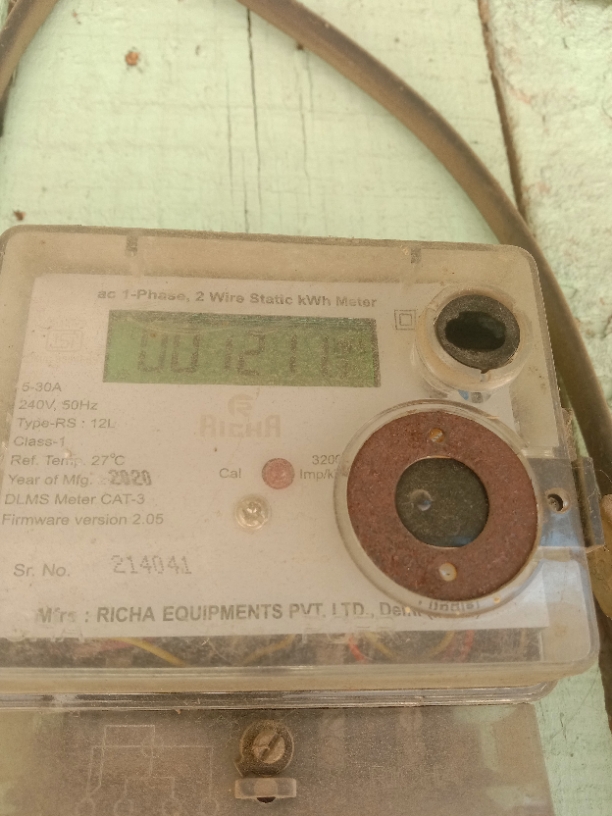 ac 1-Phase, 2 Wire Static kWh Meter
5-30A
240V, 50Hz
Type-RS : 12L
Class-1
Ref. Temp. 27°C
Year of Mfg. 2020
DLMS Meter CAT-3
Firmware version 2.05
RICHA
Cal
3200
Imp/k
Sr. No. 214041
Mfrs : RICHA EQUIPMENTS PVT. LTD., Delhi (India)